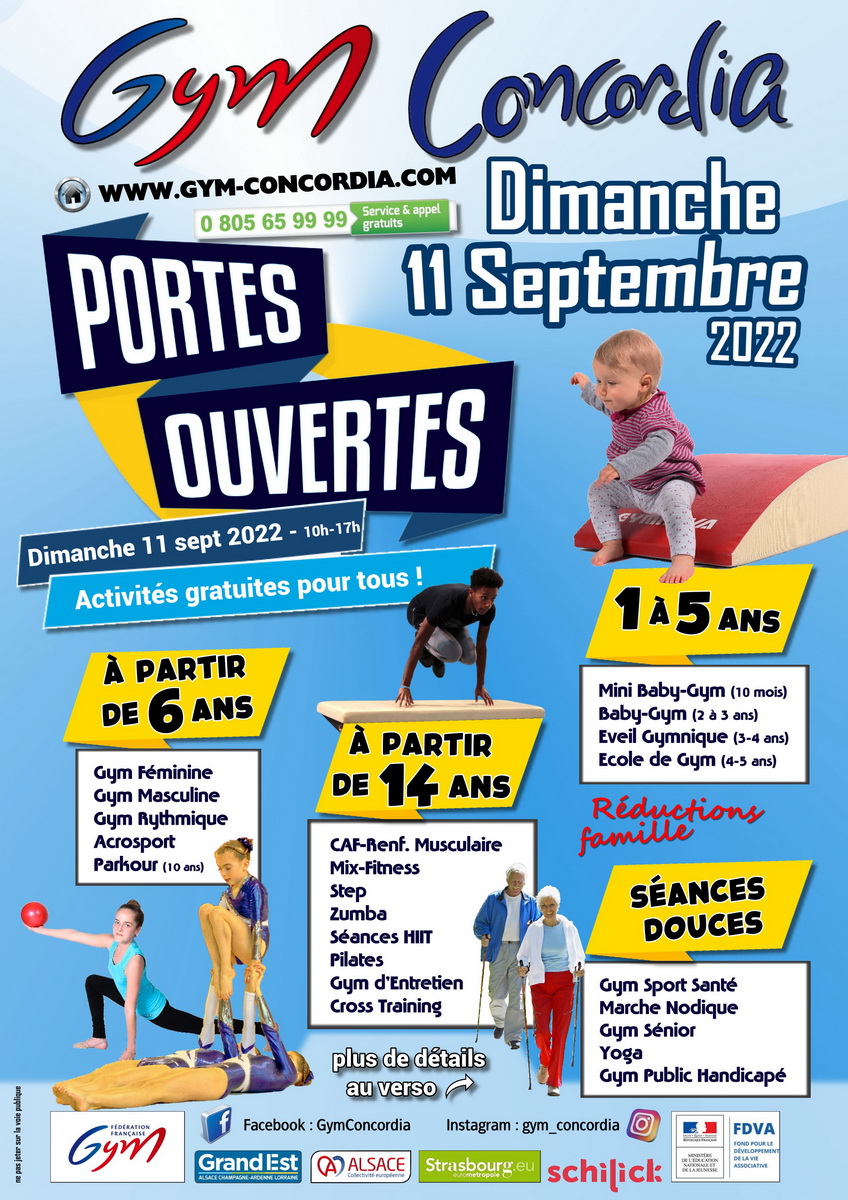 Gym Concordia
WWW.GYM-CONCORDIA.COM
0 805 65 99 99
Service & appel
gratuits
Dimanche
11 Septembre
2022
PORTES
OUVERTES
Dimanche 11 sept 2022 - 10h-17h
Activités gratuites pour tous !
GYMNOVA
1 À 5 ANS
Mini Baby-Gym (10 mois)
Baby-Gym (2 à 3 ans)
Eveil Gymnique (3-4 ans)
Ecole de Gym (4-5 ans)
À PARTIR
DE 6 ANS
Gym Féminine
Gym Masculine
Gym Rythmique
Acrosport
Parkour (10 ans)
À PARTIR
DE 14 ANS
CAF-Renf. Musculaire
Mix-Fitness
Step
Zumba
Séances HIIT
Pilates
Gym d'Entretien
Cross Training
Réductions
famille
SÉANCES
DOUCES
Gym Sport Santé
Marche Nodique
Gym Sénior
Yoga
Gym Public Handicapé
plus de détails
au verso
ne pas jeter sur la voie publique
FÉDÉRATION
FRANÇAISE
Gym
Facebook : GymConcordia
Instagram : gym_concordia
Grand Est
ALSACE CHAMPAGNE-ARDENNE LORRAINE
ALSACE
Collectivité européenne
Strasbourg.eu
eurométropole
schilick
RÉPUBLIQUE FRANÇAISE
MINISTÈRE
DE L'ÉDUCATION
NATIONALE ET
DE LA JEUNESSE
FDVA
FOND POUR LE
DÉVELOPPEMENT
DE LA VIE
ASSOCIATIVE